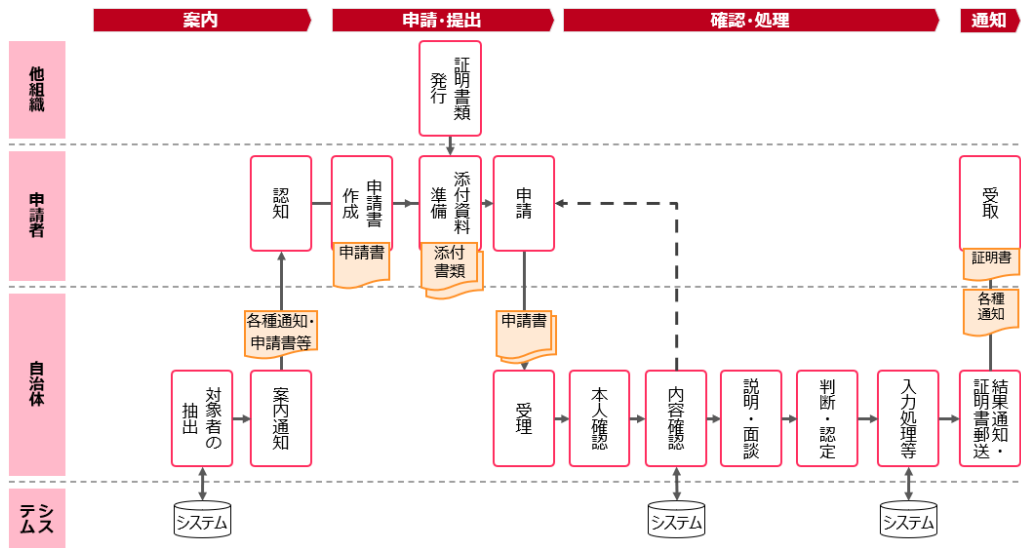 案内
申請・提出
確認・処理
通知
他組織
証明書類
発行
申請者
認知
申請書
作成
申請書
添付資料
準備
添付
書類
申請
受取
証明書
自治体
各種通知・
申請書等
対象者の
抽出
案内通知
申請書
受理
本人確認
内容確認
説明・面談
判断・認定
入力処理等
各種
通知
結果通知・
証明書郵送
シス
テム
システム
システム
システム